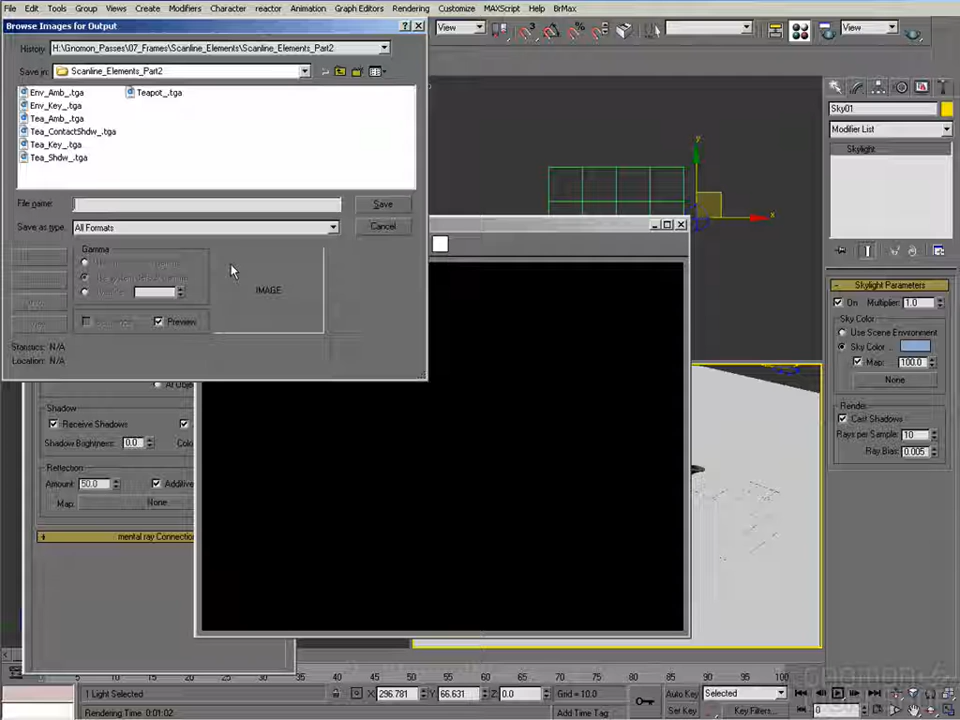 File Edit Tools Group Views Create Modifiers Character reactor Animation Graph Editors Rendering Customize MAXScript Help BrMax
Browse Images for Output
View
View
History: H:\Gnomon_Passes\07_Frames\Scanline_Elements\Scanline_Elements_Part2
Save in: Scanline_Elements_Part2
Env_Amb_.tga
Teapot_.tga
Env_Key_.tga
Tea_Amb_.tga
Tea_ContactShdw_.tga
Tea_Key_.tga
Tea_Shdw_.tga
File name:
Save
Save as type:
All Formats
Cancel
Gamma
IMAGE
Preview
Statistics: N/A
Location: N/A
Sky01
Modifier List
Skylight
y
x
Skylight Parameters
On
Multiplier: 1.0
Sky Color
Use Scene Environment
Sky Color...
Map: 100.0
None
Render
Cast Shadows
Rays per Sample: 10
Ray Bias: 0.005
Shadow
Receive Shadows
Shadow Brightness: 0.0
Reflection
Amount: 50.0
Additive
Map:
None
mental ray Connection
1 Light Selected
X: 296.781
Y: 66.631
Z: 0.0
Grid = 10.0
Auto Key
Selected
Rendering Time: 0:01:02
Add Time Tag
Set Key
Key Filters...
0